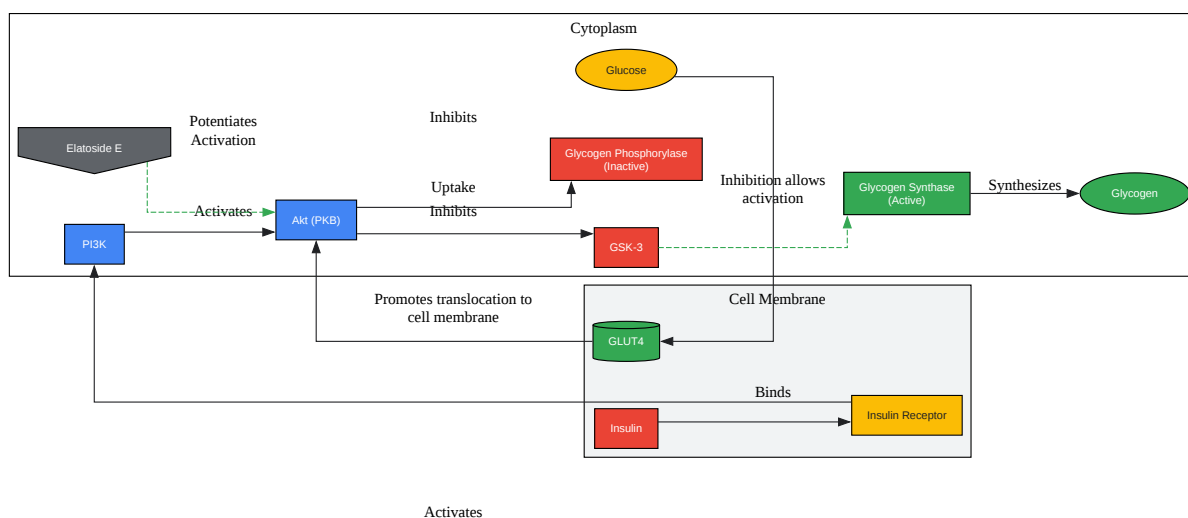 Cytoplasm
Glucose
Potentiates
Activation
Inhibits
Elatoside E
Glycogen Phosphorylase
(Inactive)
Inhibition allows
activation
Glycogen Synthase
(Active)
Synthesizes
Glycogen
Uptake
Activates
Inhibits
Akt (PKB)
PI3K
GSK-3
Promotes translocation to
cell membrane
Cell Membrane
GLUT4
Binds
Insulin
Insulin Receptor
Activates